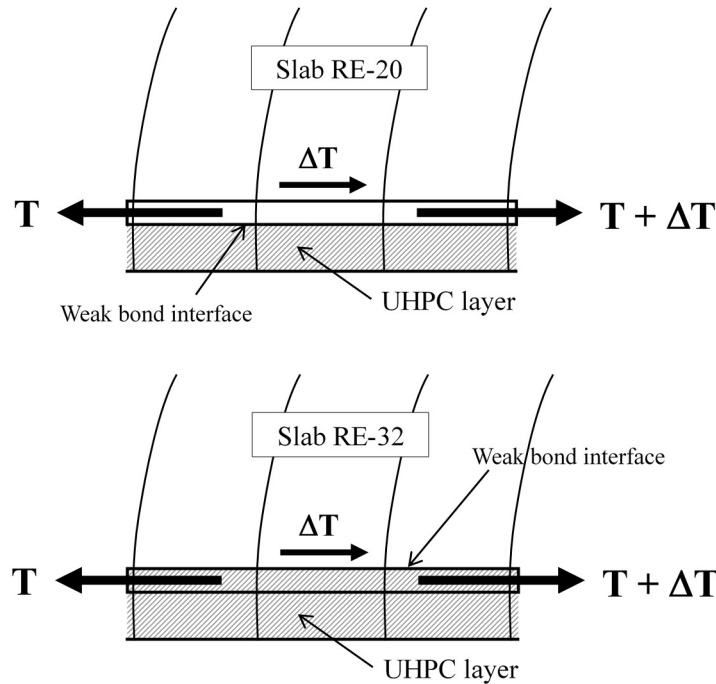 Slab RE-20
ΔT
T
T + ΔT
Weak bond interface
UHPC layer
Slab RE-32
Weak bond interface
ΔT
T
T + ΔT
UHPC layer